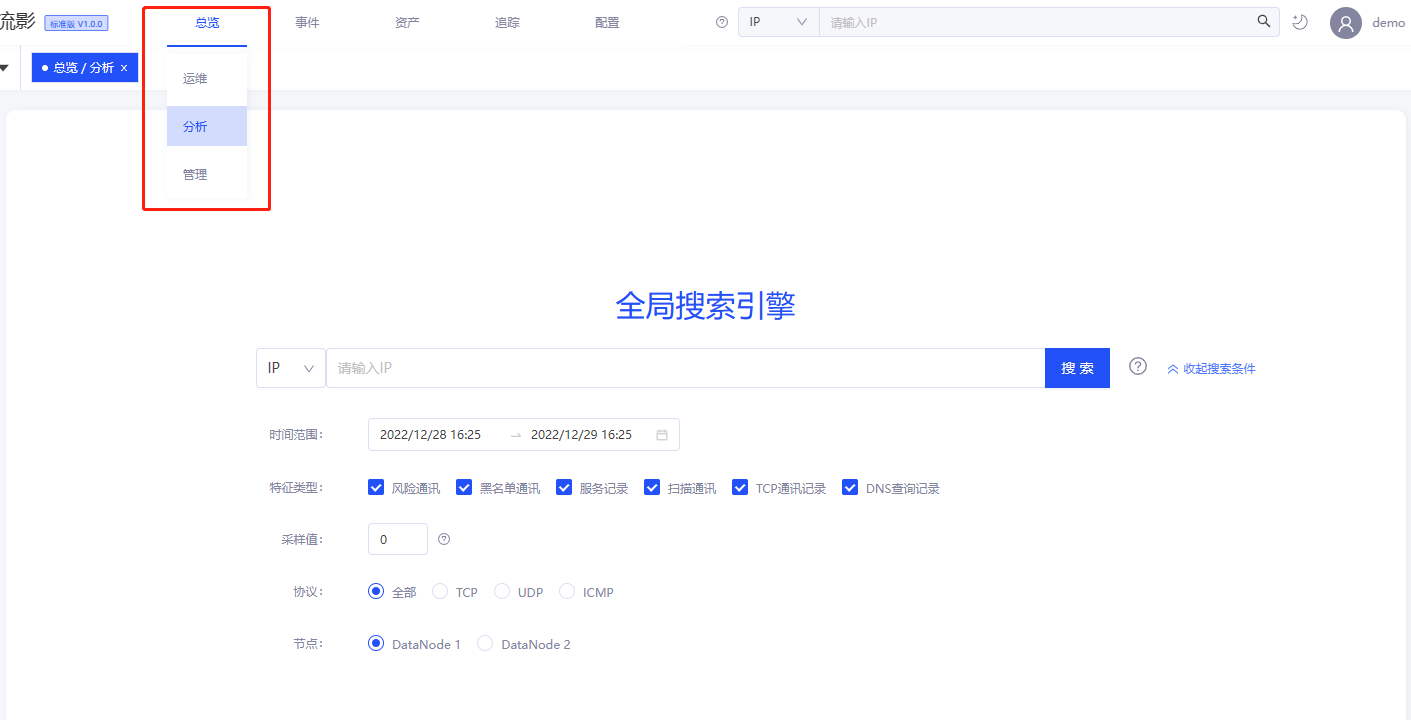 流影 标准版 V1.0.0 总览 事件 资产 追踪 配置 IP 请输入IP demo
总览 / 分析 ×
运维
分析
管理
全局搜索引擎
IP 请输入IP 搜索 收起搜索条件
时间范围: 2022/12/28 16:25 → 2022/12/29 16:25
特征类型: 风险通讯 黑名单通讯 服务记录 扫描通讯 TCP通讯记录 DNS查询记录
采样值: 0
协议: 全部 TCP UDP ICMP
节点: DataNode 1 DataNode 2